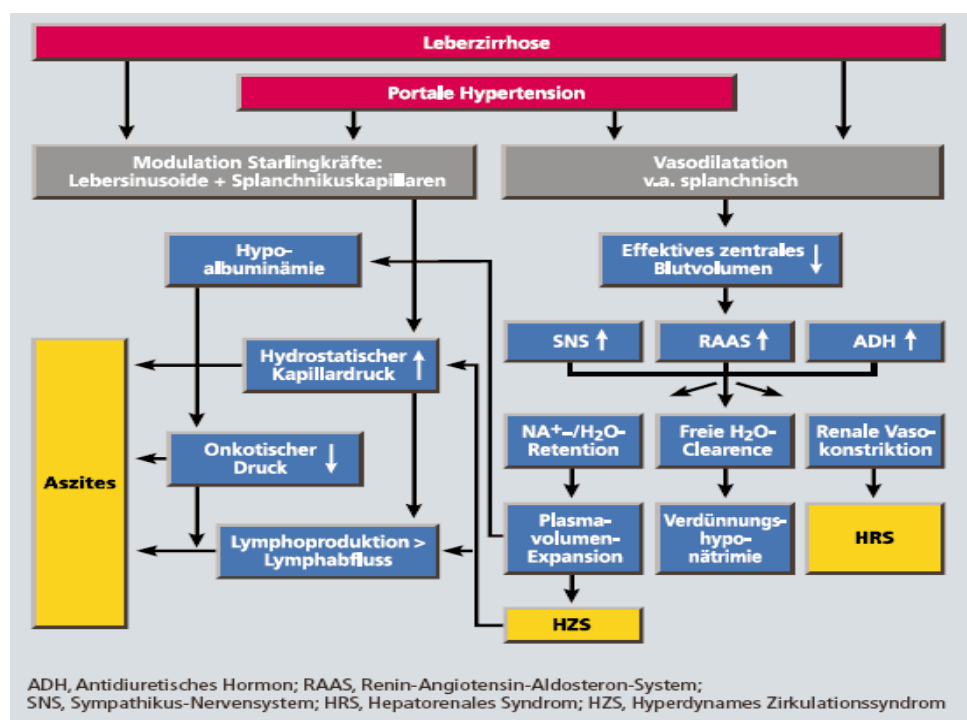 Leberzirrhose
Portale Hypertension
Modulation Starlingkräfte:
Lebersinusoide + Splanchnikuskapillaren
Vasodilatation
v.a. splanchnisch
Hypo-
albuminämie
Effektives zentrales
Blutvolumen ↓
SNS ↑
RAAS ↑
ADH ↑
Hydrostatischer
Kapillardruck ↑
NA+-/H2O-
Retention
Freie H2O-
Clearence
Renale Vaso-
konstriktion
Onkotischer
Druck ↓
Aszites
Plasma-
volumen-
Expansion
Verdünnungs-
hypo-
nätrimie
HRS
Lymphoproduktion >
Lymphabfluss
HZS
ADH, Antidiuretisches Hormon; RAAS, Renin-Angiotensin-Aldosteron-System;
SNS, Sympathikus-Nervensystem; HRS, Hepatorenales Syndrom; HZS, Hyperdynames Zirkulationssyndrom